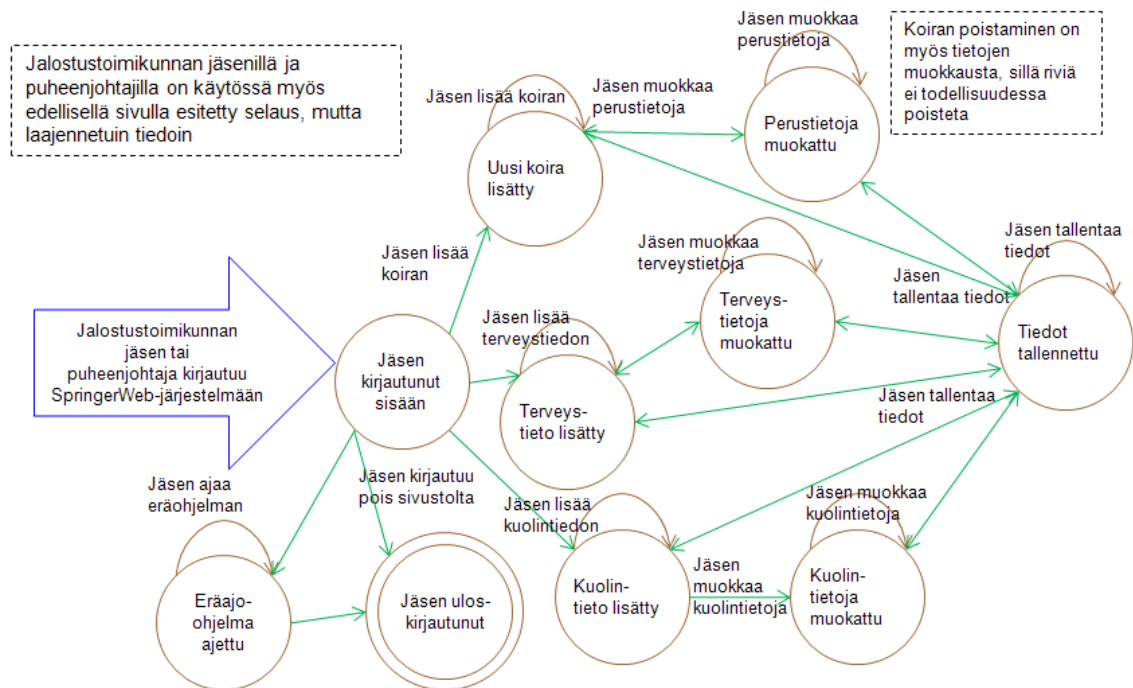 Jalostustoimikunnan jäsenillä ja
puheenjohtajilla on käytössä myös
edellisellä sivulla esitetty selaus, mutta
laajennetuin tiedoin
Jäsen muokkaa
perustietoja
Koiran poistaminen on
myös tietojen
muokkausta, sillä riviä
ei todellisuudessa
poisteta
Jäsen lisää koiran
Jäsen muokkaa
perustietoja
Perustietoja
muokattu
Uusi koira
lisätty
Jäsen lisää
koiran
Jäsen muokkaa
terveystietoja
Jäsen tallentaa
tiedot
Jäsen
tallentaa tiedot
Jalostustoimikunnan
jäsen tai
puheenjohtaja kirjautuu
SpringerWeb-järjestelmään
Jäsen
kirjautunut
sisään
Jäsen lisää
terveystiedon
Terveys-
tietoja
muokattu
Tiedot
tallennettu
Terveys-
tieto lisätty
Jäsen tallentaa
tiedot
Jäsen ajaa
eräohjelman
Jäsen kirjautuu
pois sivustolta
Jäsen lisää
kuolintiedon
Jäsen muokkaa
kuolintietoja
Eräajo-
ohjelma
ajettu
Jäsen ulos-
kirjautunut
Kuolin-
tieto lisätty
Jäsen
muokkaa
kuolintietoja
Kuolin-
tietoja
muokattu